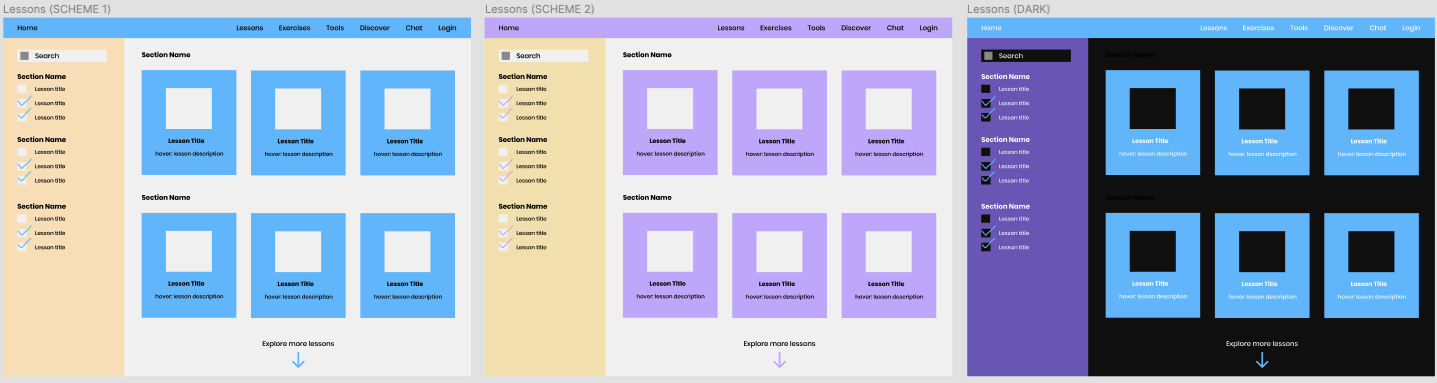 Lessons (SCHEME 1)
Home Lessons Exercises Tools Discover Chat Login
Search
Section Name
Lesson title
Lesson title
Lesson title
Section Name
Lesson title
Lesson title
Lesson title
Section Name
Lesson title
Lesson title
Lesson title
Section Name
Lesson Title Lesson Title Lesson Title
hover: lesson description hover: lesson description hover: lesson description
Section Name
Lesson Title Lesson Title Lesson Title
hover: lesson description hover: lesson description hover: lesson description
Explore more lessons
Lessons (SCHEME 2)
Home Lessons Exercises Tools Discover Chat Login
Search
Section Name
Lesson title
Lesson title
Lesson title
Section Name
Lesson title
Lesson title
Lesson title
Section Name
Lesson title
Lesson title
Lesson title
Section Name
Lesson Title Lesson Title Lesson Title
hover: lesson description hover: lesson description hover: lesson description
Section Name
Lesson Title Lesson Title Lesson Title
hover: lesson description hover: lesson description hover: lesson description
Explore more lessons
Lessons (DARK)
Home Lessons Exercises Tools Discover Chat Login
Search
Section Name
Lesson title
Lesson title
Lesson title
Section Name
Lesson title
Lesson title
Lesson title
Section Name
Lesson title
Lesson title
Lesson title
Section Name
Lesson Title Lesson Title Lesson Title
hover: lesson description hover: lesson description hover: lesson description
Section Name
Lesson Title Lesson Title Lesson Title
hover: lesson description hover: lesson description hover: lesson description
Explore more lessons